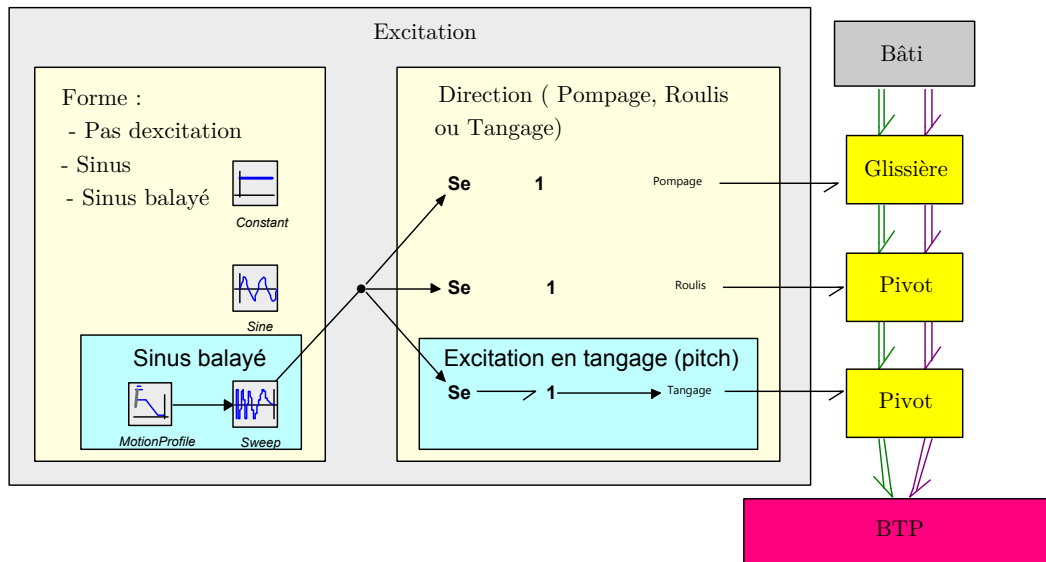 Excitation
Forme :
- Pas dexcitation
- Sinus
- Sinus balayé
Constant
Sine
Sinus balayé
MotionProfile
Sweep
Direction ( Pompage, Roulis
ou Tangage)
Se 1 Pompage
Se 1 Roulis
Excitation en tangage (pitch)
Se 1 Tangage
Bâti
Glissière
Pivot
Pivot
BTP